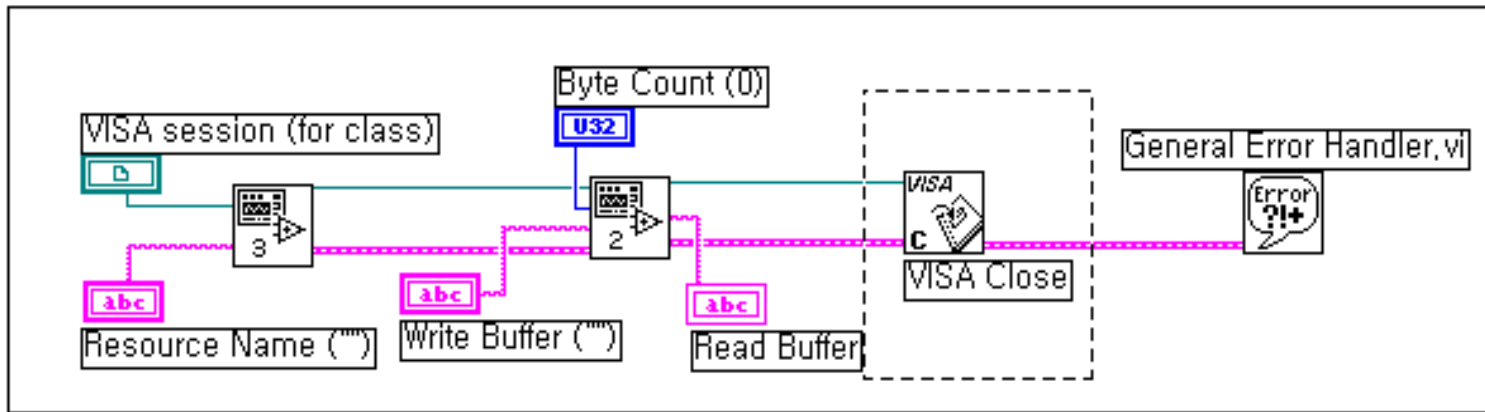 Byte Count (0)
U32
VISA session (for class)
General Error Handler.vi
VISA
Error
?!+
3
2
C
VISA Close
abc
abc
abc
Resource Name ("")
Write Buffer ("")
Read Buffer